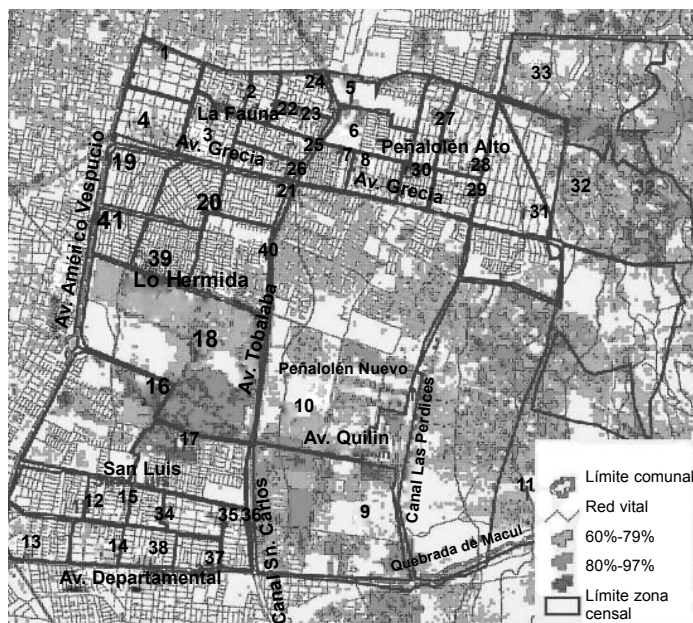 1
33
24
5
2
22
23
La Fauna
27
4
3
6
Peñalolén Alto
Av. Grecia
25
7
8
28
19
26
30
32
Av. Grecia
29
20
21
31
41
40
39
Lo Hermida
Av. Américo Vespucio
18
Av. Tobalaba
Peñalolén Nuevo
16
10
Canal Las Perdices
17
Av. Quilín
San Luis
12
15
34
35
36
9
11
13
14
38
37
Canal Sn. Carlos
Quebrada de Macul
Av. Departamental
Límite comunal
Red vital
60%-79%
80%-97%
Límite zona
censal